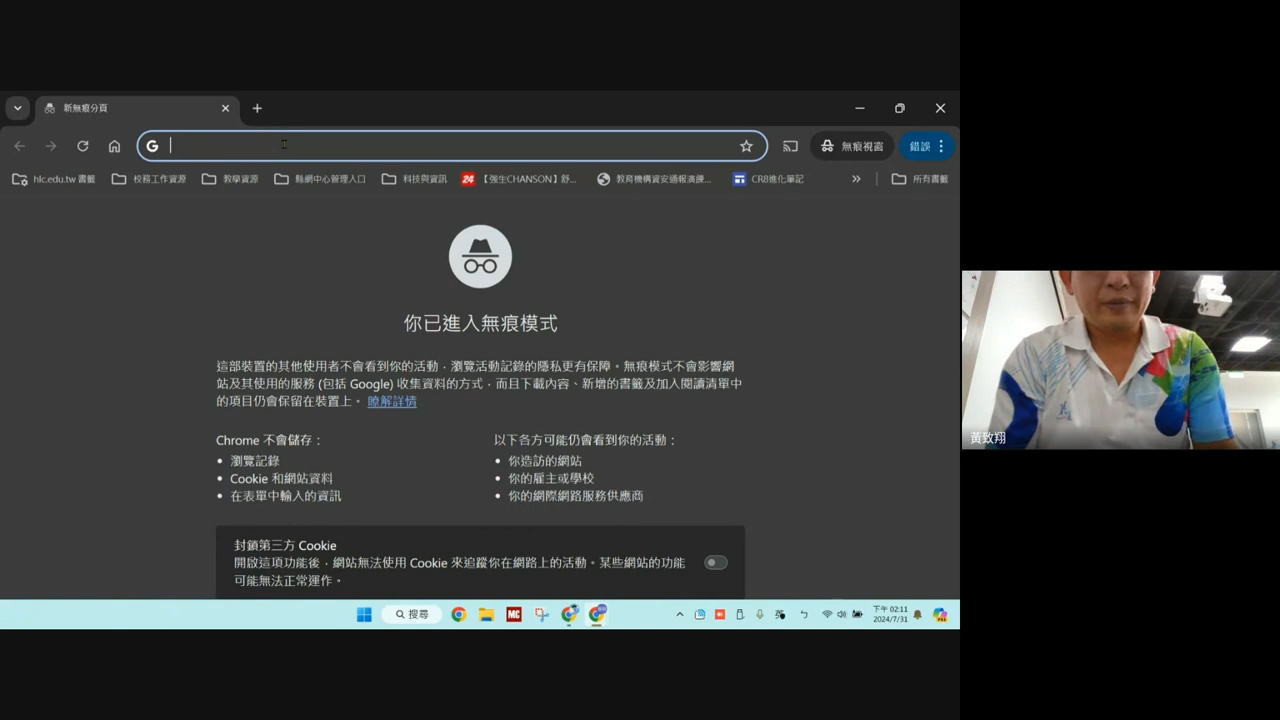 新無痕分頁
無痕視窗
錯誤
hlc.edu.tw 書籤
校務工作資源
教學資源
縣網中心管理入口
科技與資訊
24
【強生CHANSON】舒...
教育機構資安通報演練...
CR8進化筆記
所有書籤
你已進入無痕模式
這部裝置的其他使用者不會看到你的活動，瀏覽活動記錄的隱私更有保障。無痕模式不會影響網
站及其使用的服務 (包括 Google) 收集資料的方式，而且下載內容、新增的書籤及加入閱讀清單中
的項目仍會保留在裝置上。 瞭解詳情
Chrome 不會儲存：
瀏覽記錄
Cookie 和網站資料
在表單中輸入的資訊
以下各方可能仍會看到你的活動：
你造訪的網站
你的雇主或學校
你的網際網路服務供應商
封鎖第三方 Cookie
開啟這項功能後，網站無法使用 Cookie 來追蹤你在網路上的活動。某些網站的功能
可能無法正常運作。
搜尋
MC
英
下午 02:11
2024/7/31
黃致翔